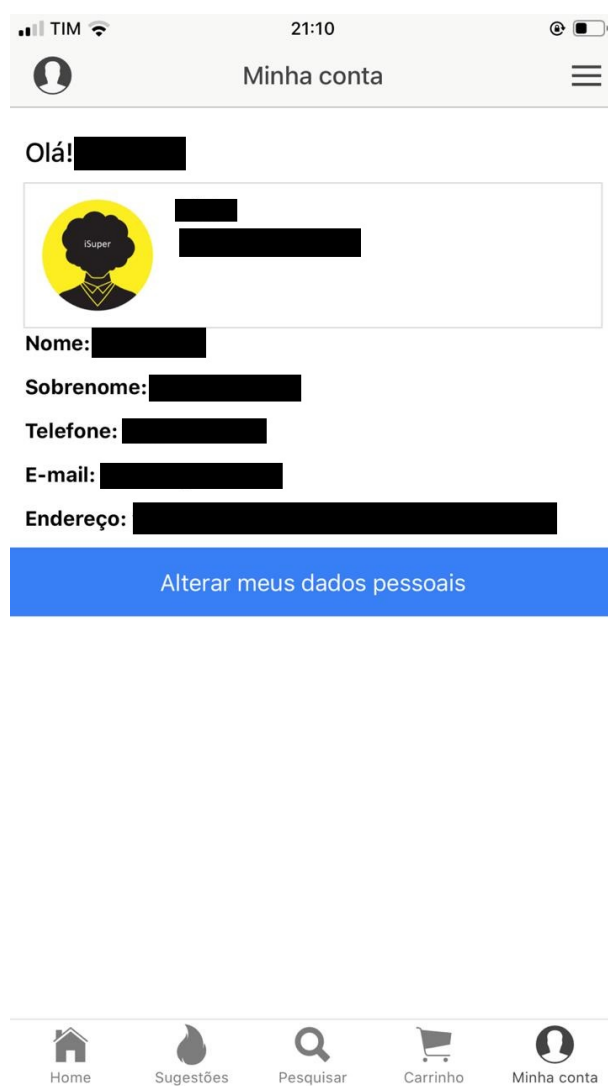 TIM 21:10
Minha conta
Olá!
iSuper
Nome:
Sobrenome:
Telefone:
E-mail:
Endereço:
Alterar meus dados pessoais
Home Sugestões Pesquisar Carrinho Minha conta